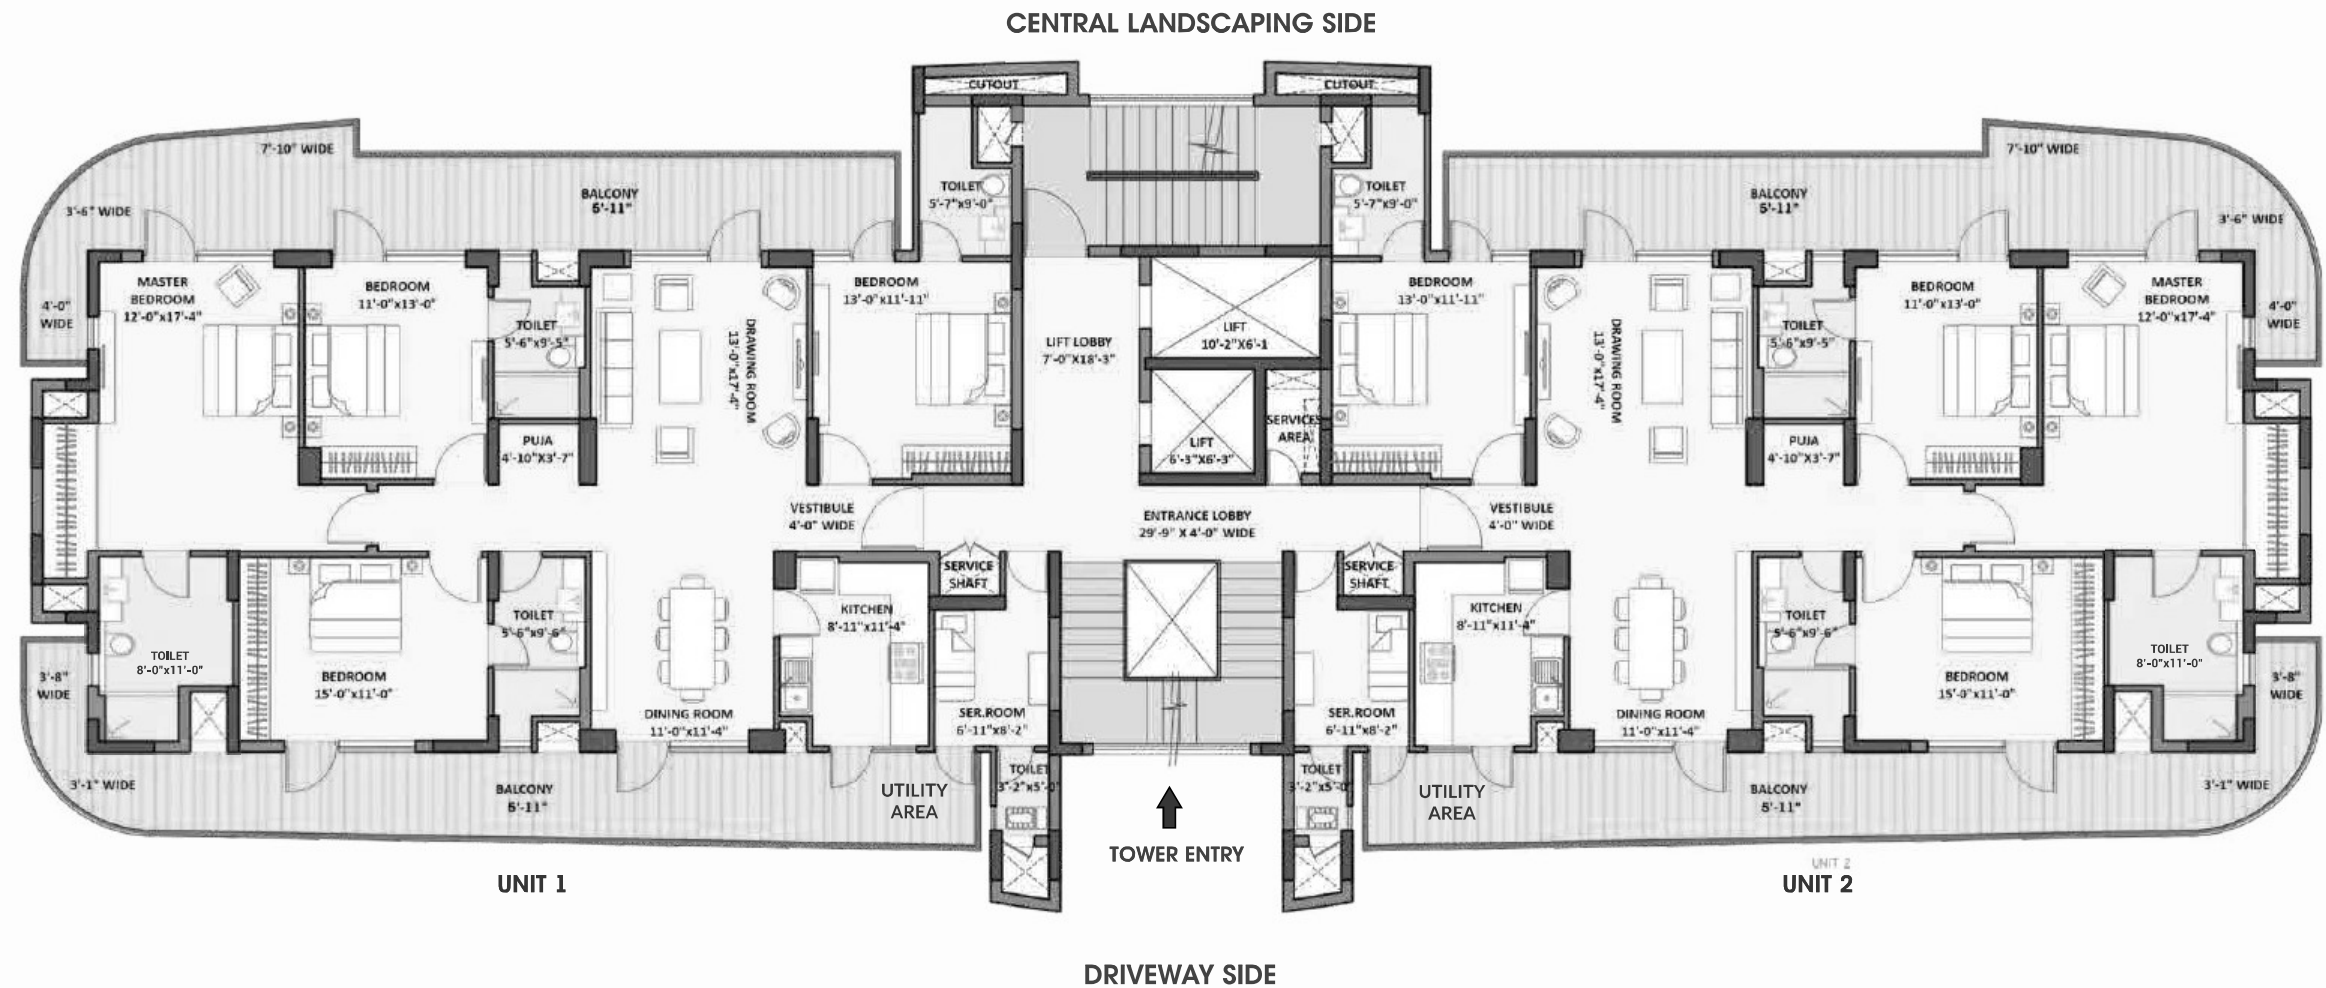 CENTRAL LANDSCAPING SIDE
CUTOUT
CUTOUT
7'-10" WIDE
3'-6" WIDE
4'-0"
WIDE
BALCONY
6'-11"
TOILET
5'-7"x9'-0"
TOILET
5'-7"x9'-0"
BALCONY
5'-11"
7'-10" WIDE
3'-6" WIDE
4'-0"
WIDE
MASTER
BEDROOM
12'-0"x17'-4"
BEDROOM
11'-0"x13'-0"
TOILET
5'-6"x9'-5"
PUJA
4'-10"X3'-7"
DRAWING ROOM
13'-0"x17'-4"
BEDROOM
13'-0"x11'-11"
LIFT LOBBY
7'-0"X18'-3"
LIFT
10'-2"X6'-1
LIFT
6'-3"X6'-3"
SERVICES
AREA
BEDROOM
13'-0"x11'-11"
DRAWING ROOM
13'-0"x17'-4"
TOILET
5'-6"x9'-5"
PUJA
4'-10"X3'-7"
BEDROOM
11'-0"x13'-0"
MASTER
BEDROOM
12'-0"x17'-4"
VESTIBULE
4'-0" WIDE
ENTRANCE LOBBY
29'-9" X 4'-0" WIDE
VESTIBULE
4'-0" WIDE
TOILET
8'-0"x11'-0"
BEDROOM
15'-0"x11'-0"
TOILET
5'-6"x9'-6"
DINING ROOM
11'-0"x11'-4"
KITCHEN
8'-11"x11'-4"
SERVICE
SHAFT
SER.ROOM
6'-11"x8'-2"
SERVICE
SHAFT
SER.ROOM
6'-11"x8'-2"
KITCHEN
8'-11"x11'-4"
DINING ROOM
11'-0"x11'-4"
TOILET
5'-6"x9'-6"
BEDROOM
15'-0"x11'-0"
TOILET
8'-0"x11'-0"
3'-8"
WIDE
3'-1" WIDE
BALCONY
6'-11"
UTILITY
AREA
TOILET
3'-2"x5'-0"
TOILET
3'-2"x5'-0"
UTILITY
AREA
BALCONY
5'-11"
3'-8"
WIDE
3'-1" WIDE
TOWER ENTRY
UNIT 1
UNIT 2
UNIT 2
DRIVEWAY SIDE